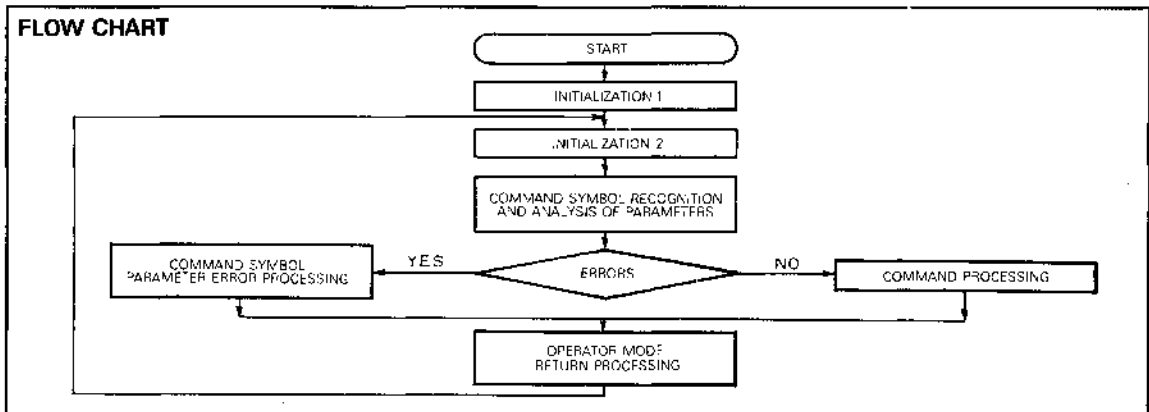 FLOW CHART
START
INITIALIZATION 1
INITIALIZATION 2
COMMAND SYMBOL RECOGNITION
AND ANALYSIS OF PARAMETERS
COMMAND SYMBOL
PARAMETER ERROR PROCESSING
YES
ERRORS
NO
COMMAND PROCESSING
OPERATOR MODE
RETURN PROCESSING